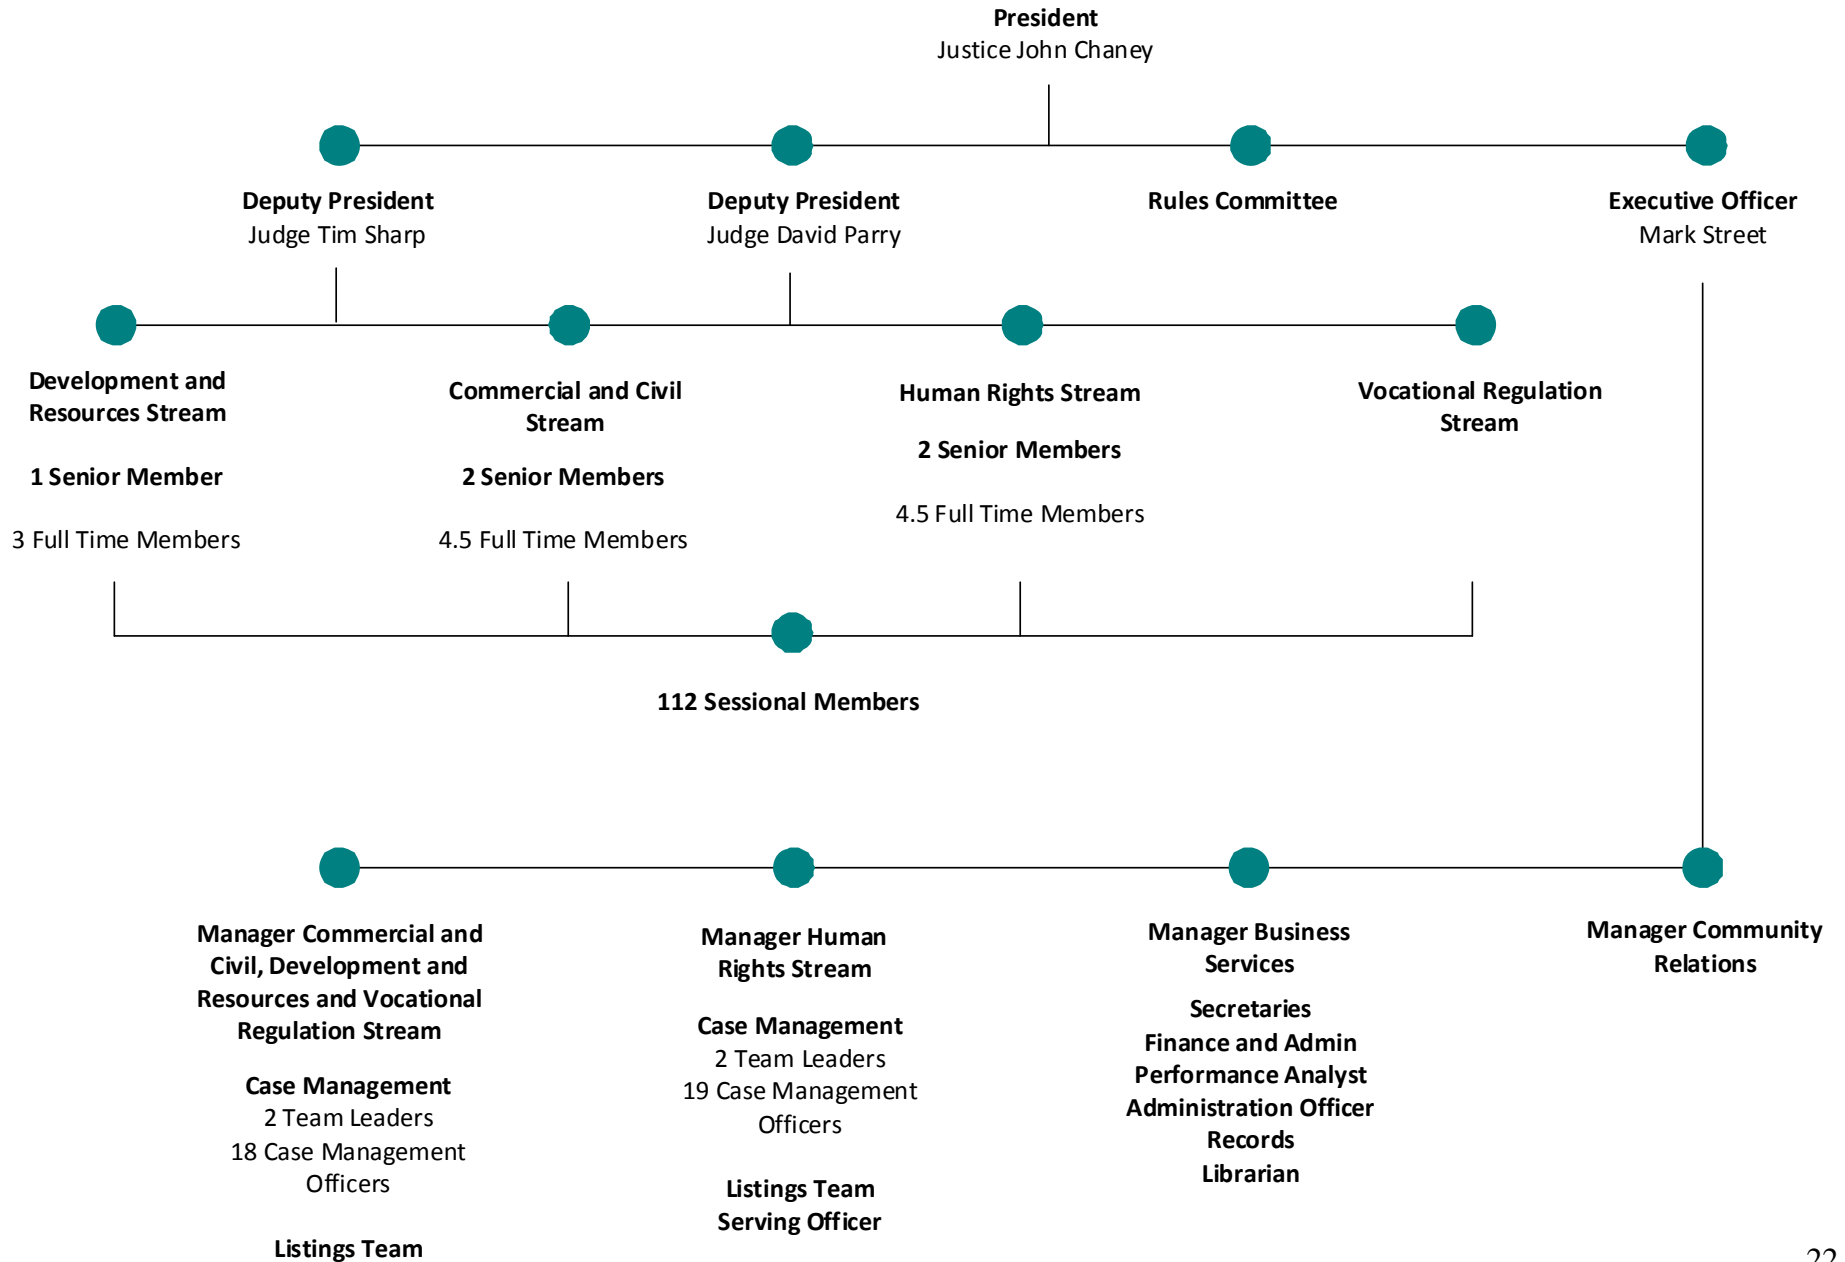 President
Justice John Chaney
Deputy President
Judge Tim Sharp
Deputy President
Judge David Parry
Rules Committee
Executive Officer
Mark Street
Development and
Resources Stream
1 Senior Member
3 Full Time Members
Commercial and Civil
Stream
2 Senior Members
4.5 Full Time Members
Human Rights Stream
2 Senior Members
4.5 Full Time Members
Vocational Regulation
Stream
112 Sessional Members
Manager Commercial and
Civil, Development and
Resources and Vocational
Regulation Stream
Case Management
2 Team Leaders
18 Case Management
Officers
Listings Team
Manager Human
Rights Stream
Case Management
2 Team Leaders
19 Case Management
Officers
Listings Team
Serving Officer
Manager Business
Services
Secretaries
Finance and Admin
Performance Analyst
Administration Officer
Records
Librarian
Manager Community
Relations
22